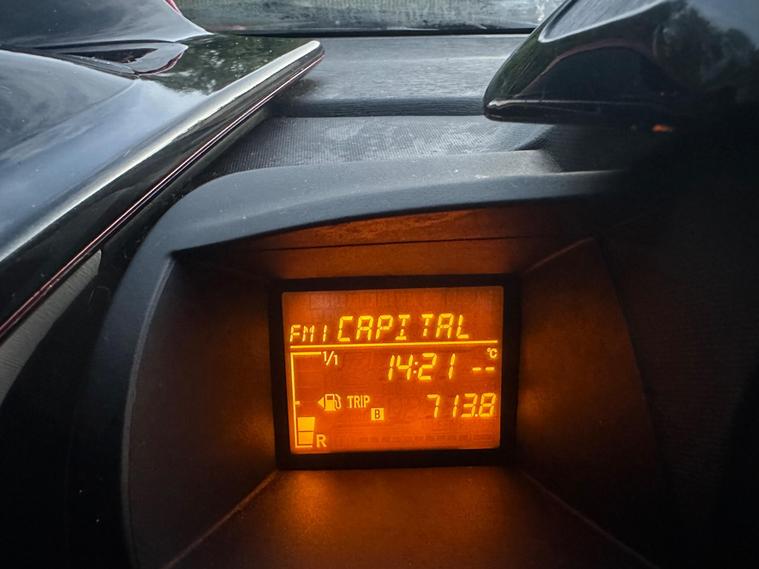 FM1 CAPITAL
1/1 14:21 --°C
TRIP B 713.8
R